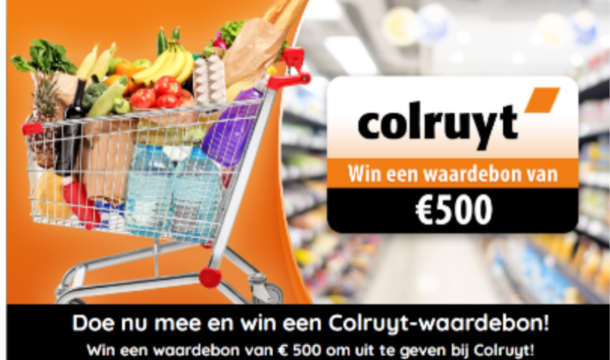 colruyt
Win een waardebon van
€500
Doe nu mee en win een Colruyt-waardebon!
Win een waardebon van € 500 om uit te geven bij Colruyt!